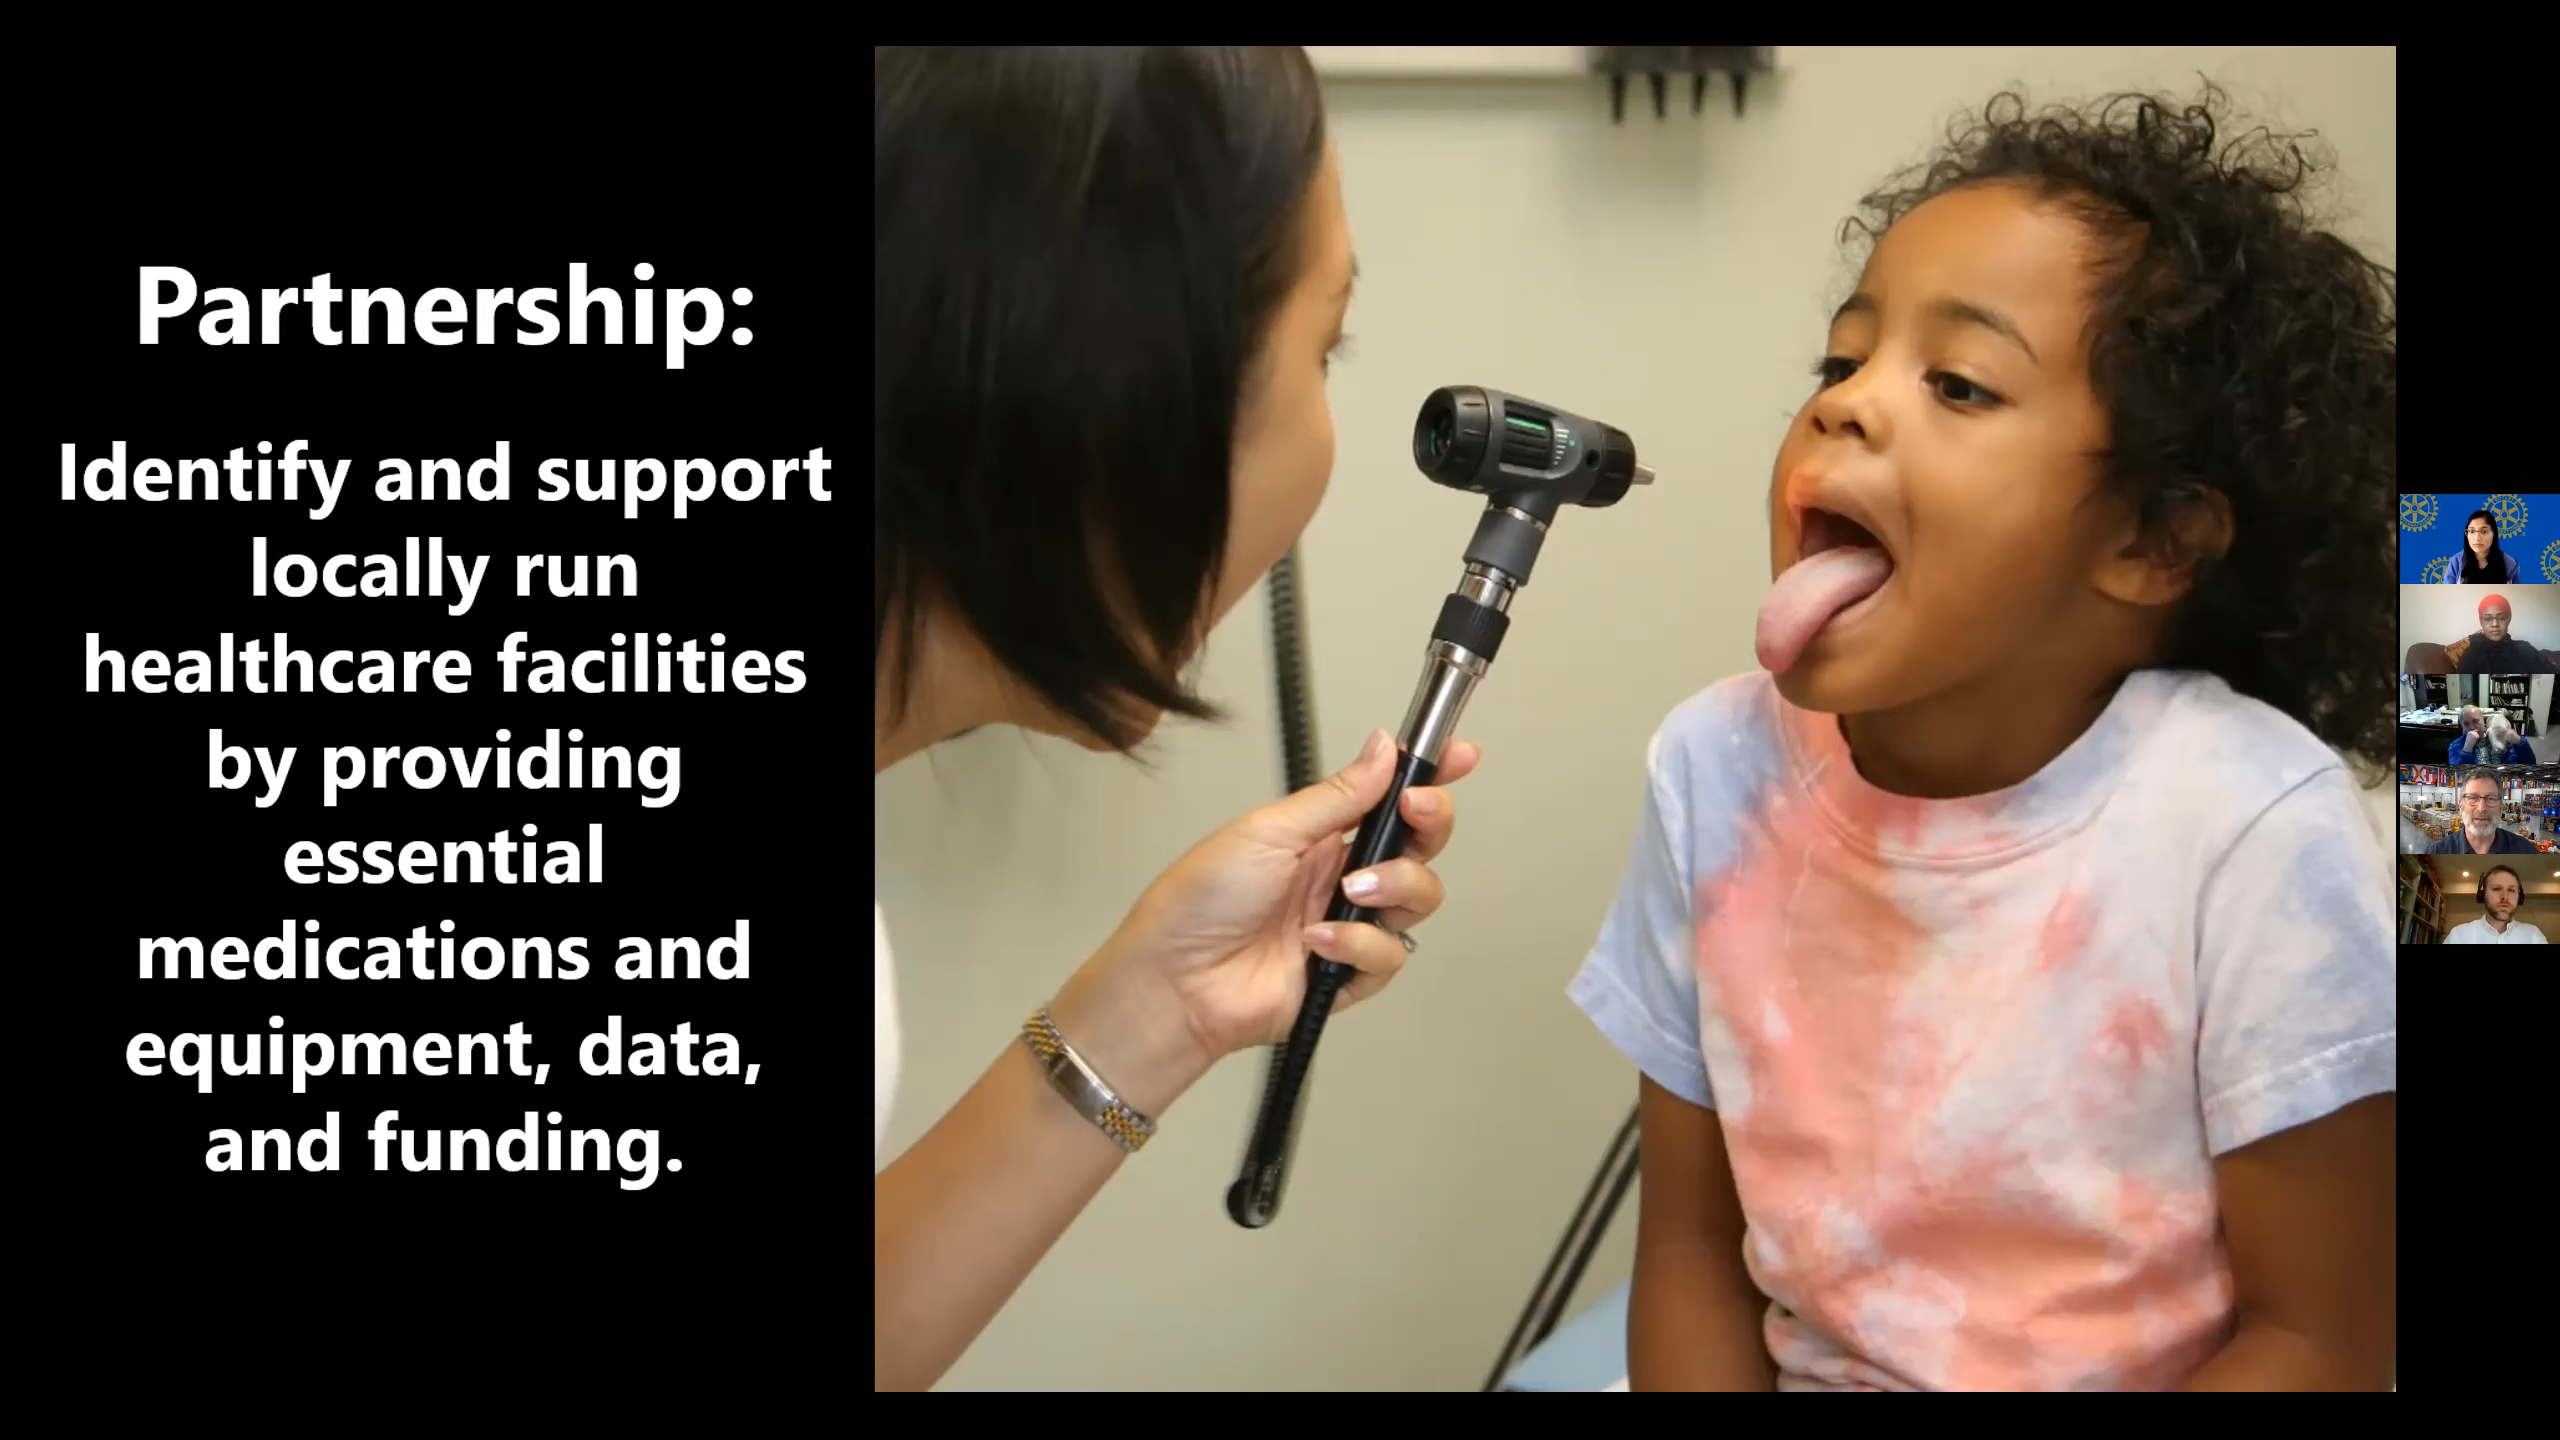 Partnership:
Identify and support
locally run
healthcare facilities
by providing
essential
medications and
equipment, data,
and funding.